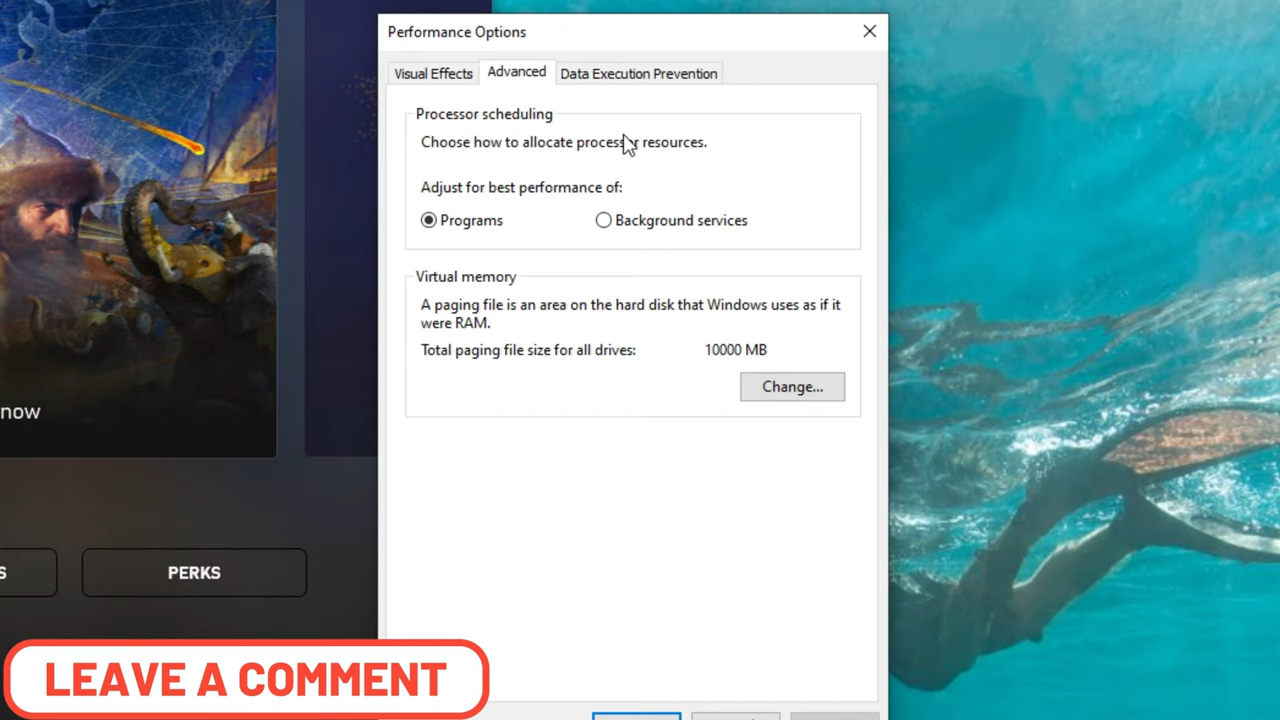 Performance Options
Visual Effects
Advanced
Data Execution Prevention
Processor scheduling
Choose how to allocate processor resources.
Adjust for best performance of:
Programs
Background services
Virtual memory
A paging file is an area on the hard disk that Windows uses as if it
were RAM.
Total paging file size for all drives:
10000 MB
Change...
now
S
PERKS
LEAVE A COMMENT